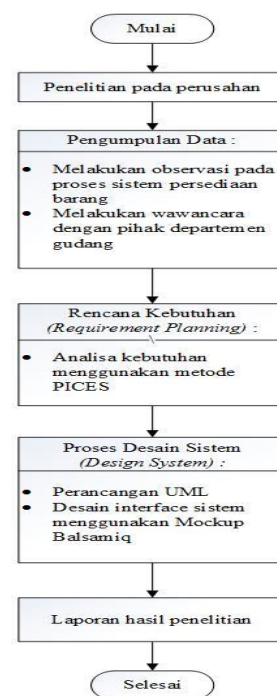 Mulai
Penelitian pada perusahan
Pengumpulan Data :
• Melakukan observasi pada
proses sistem persediaan
barang
• Melakukan wawancara
dengan pihak departemen
gudang
Rencana Kebutuhan
(Requirement Planning) :
• Analisa kebutuhan
menggunakan metode
PICES
Proses Desain Sistem
(Design System) :
• Perancangan UML
• Desain interface sistem
menggunakan Mockup
Balsamiq
Laporan hasil penelitian
Selesai